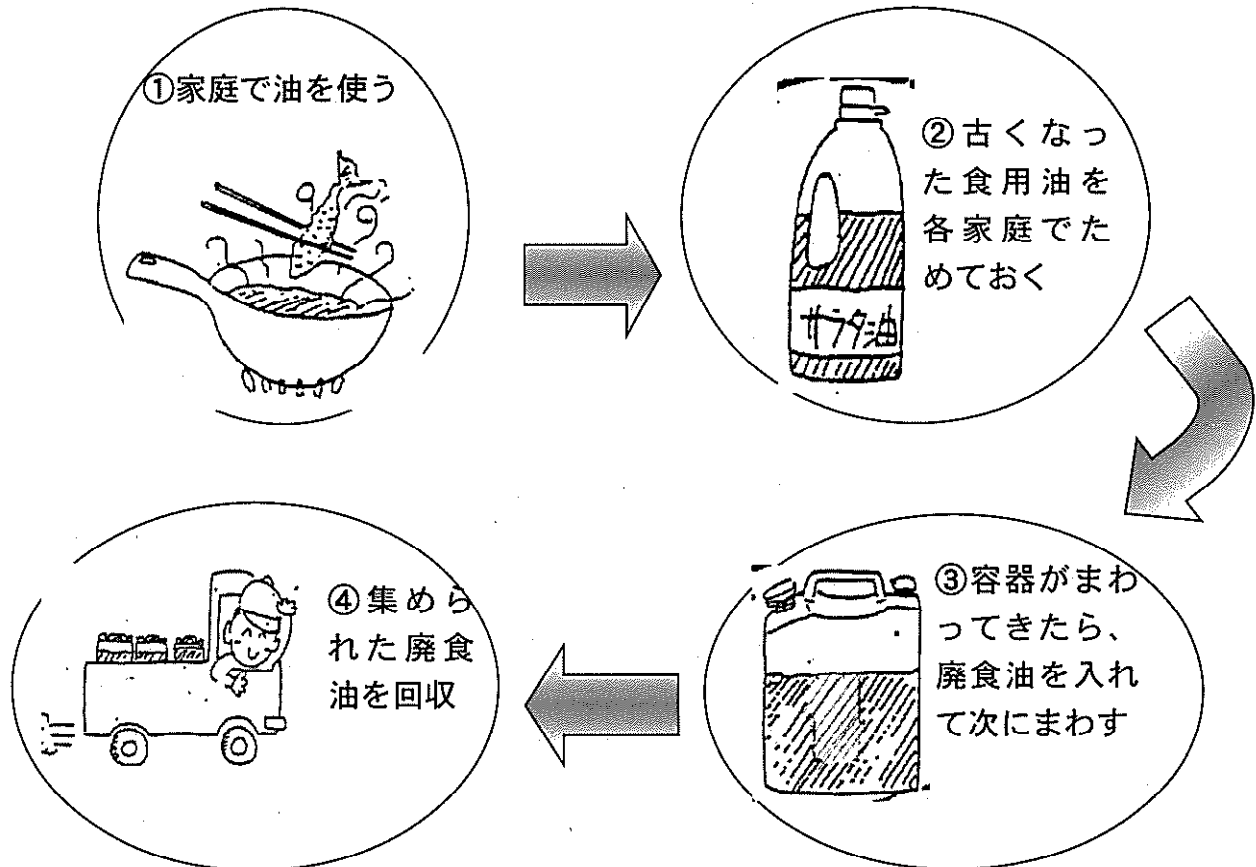 ①家庭で油を使う
②古くなっ
た食用油を
各家庭でた
めておく
サラダ油
③容器がまわ
ってきたら、
廃食油を入れ
て次にまわす
④集めら
れた廃食
油を回収